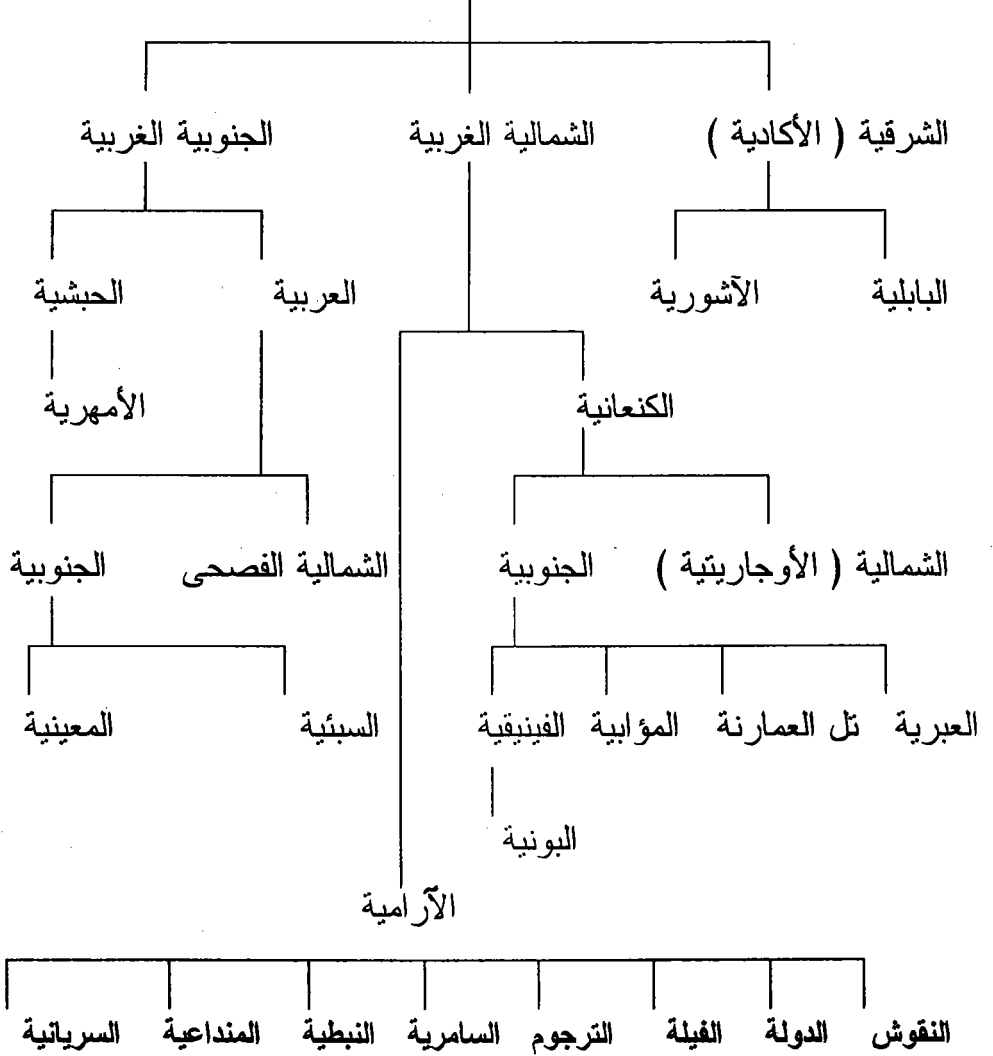 الشرقية ( الأكادية ) الشمالية الغربية الجنوبية الغربية
البابلية الآشورية العربية الحبشية
الكنعانية الأمهرية
الشمالية ( الأوجاريتية ) الجنوبية الشمالية الفصحى الجنوبية
العبرية تل العمارنة المؤابية الفينيقية السبئية المعينية
البونية
الآرامية
النقوش الدولة الفيلة الترجوم السامرية النبطية المنداعية السريانية